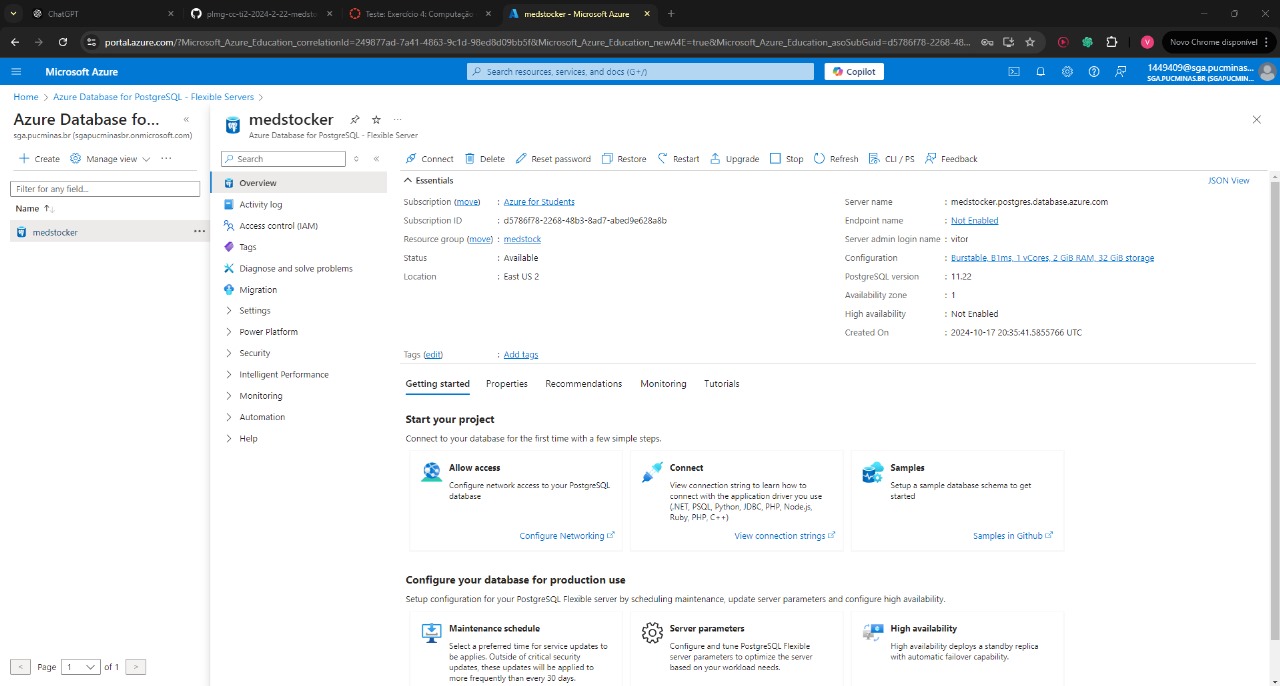 ChatGPT
plmg-cc-ti2-2024-2-22-medsto
Teste: Exercício 4: Computação
medstocker - Microsoft Azure
portal.azure.com/?Microsoft_Azure_Education_correlationId=249877ad-7a41-4863-9c1d-98ed8d09bb5f&Microsoft_Azure_Education_newA4E=true&Microsoft_Azure_Education_asoSubGuid=d5786f78-2268-48...
V
Novo Chrome disponível
Microsoft Azure
Search resources, services, and docs (G+/)
Copilot
1449409@sga.pucminas...
SGA.PUCMINAS.BR (SGAPUCMIN...
Home > Azure Database for PostgreSQL - Flexible Servers >
Azure Database fo... «
sga.pucminas.br (sgapucminasbr.onmicrosoft.com)
+ Create Manage view ...
Filter for any field...
Name ↑↓
medstocker ...
< Page 1 of 1 >
medstocker ...
Azure Database for PostgreSQL - Flexible Server
Search
«
Overview
Activity log
Access control (IAM)
Tags
Diagnose and solve problems
Migration
Settings
Power Platform
Security
Intelligent Performance
Monitoring
Automation
Help
Connect Delete Reset password Restore Restart Upgrade Stop Refresh CLI / PS Feedback
Essentials
JSON View
Subscription (move) : Azure for Students
Subscription ID : d5786f78-2268-48b3-8ad7-abed9e628a8b
Resource group (move) : medstock
Status : Available
Location : East US 2
Server name : medstocker.postgres.database.azure.com
Endpoint name : Not Enabled
Server admin login name : vitor
Configuration : Burstable, B1ms, 1 vCores, 2 GiB RAM, 32 GiB storage
PostgreSQL version : 11.22
Availability zone : 1
High availability : Not Enabled
Created On : 2024-10-17 20:35:41.5855766 UTC
Tags (edit) : Add tags
Getting started Properties Recommendations Monitoring Tutorials
Start your project
Connect to your database for the first time with a few simple steps.
Allow access
Configure network access to your PostgreSQL
database
Configure Networking
Connect
View connection string to learn how to
connect with the application driver you use
(.NET, PSQL, Python, JDBC, PHP, Node.js,
Ruby, PHP, C++)
View connection strings
Samples
Setup a sample database schema to get
started
Samples in Github
Configure your database for production use
Setup configuration for your PostgreSQL Flexible server by scheduling maintenance, update server parameters and configure high availability.
Maintenance schedule
Select a preferred time for service updates to
be applies. Outside of critical security
updates, these updates will be applied to
more frequently than every 30 days.
Server parameters
Configure and tune PostgreSQL Flexible
server parameters to optimize the server
based on your workload needs.
High availability
High availability deploys a standby replica
with automatic failover capability.